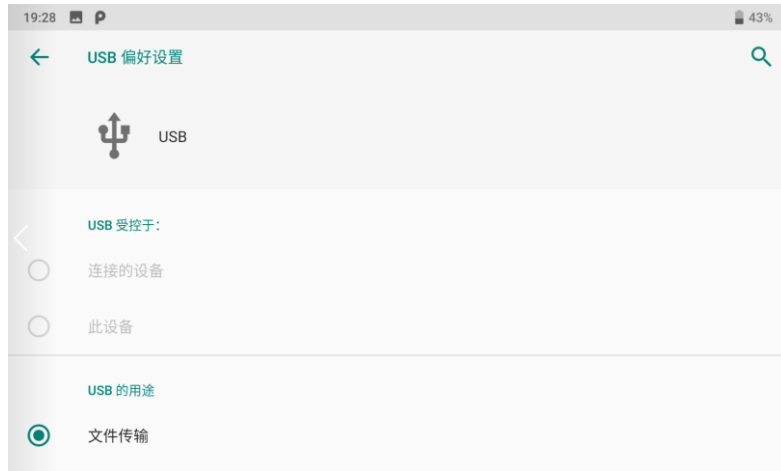 19:28 43%
USB 偏好设置
USB
USB 受控于:
连接的设备
此设备
USB 的用途
文件传输